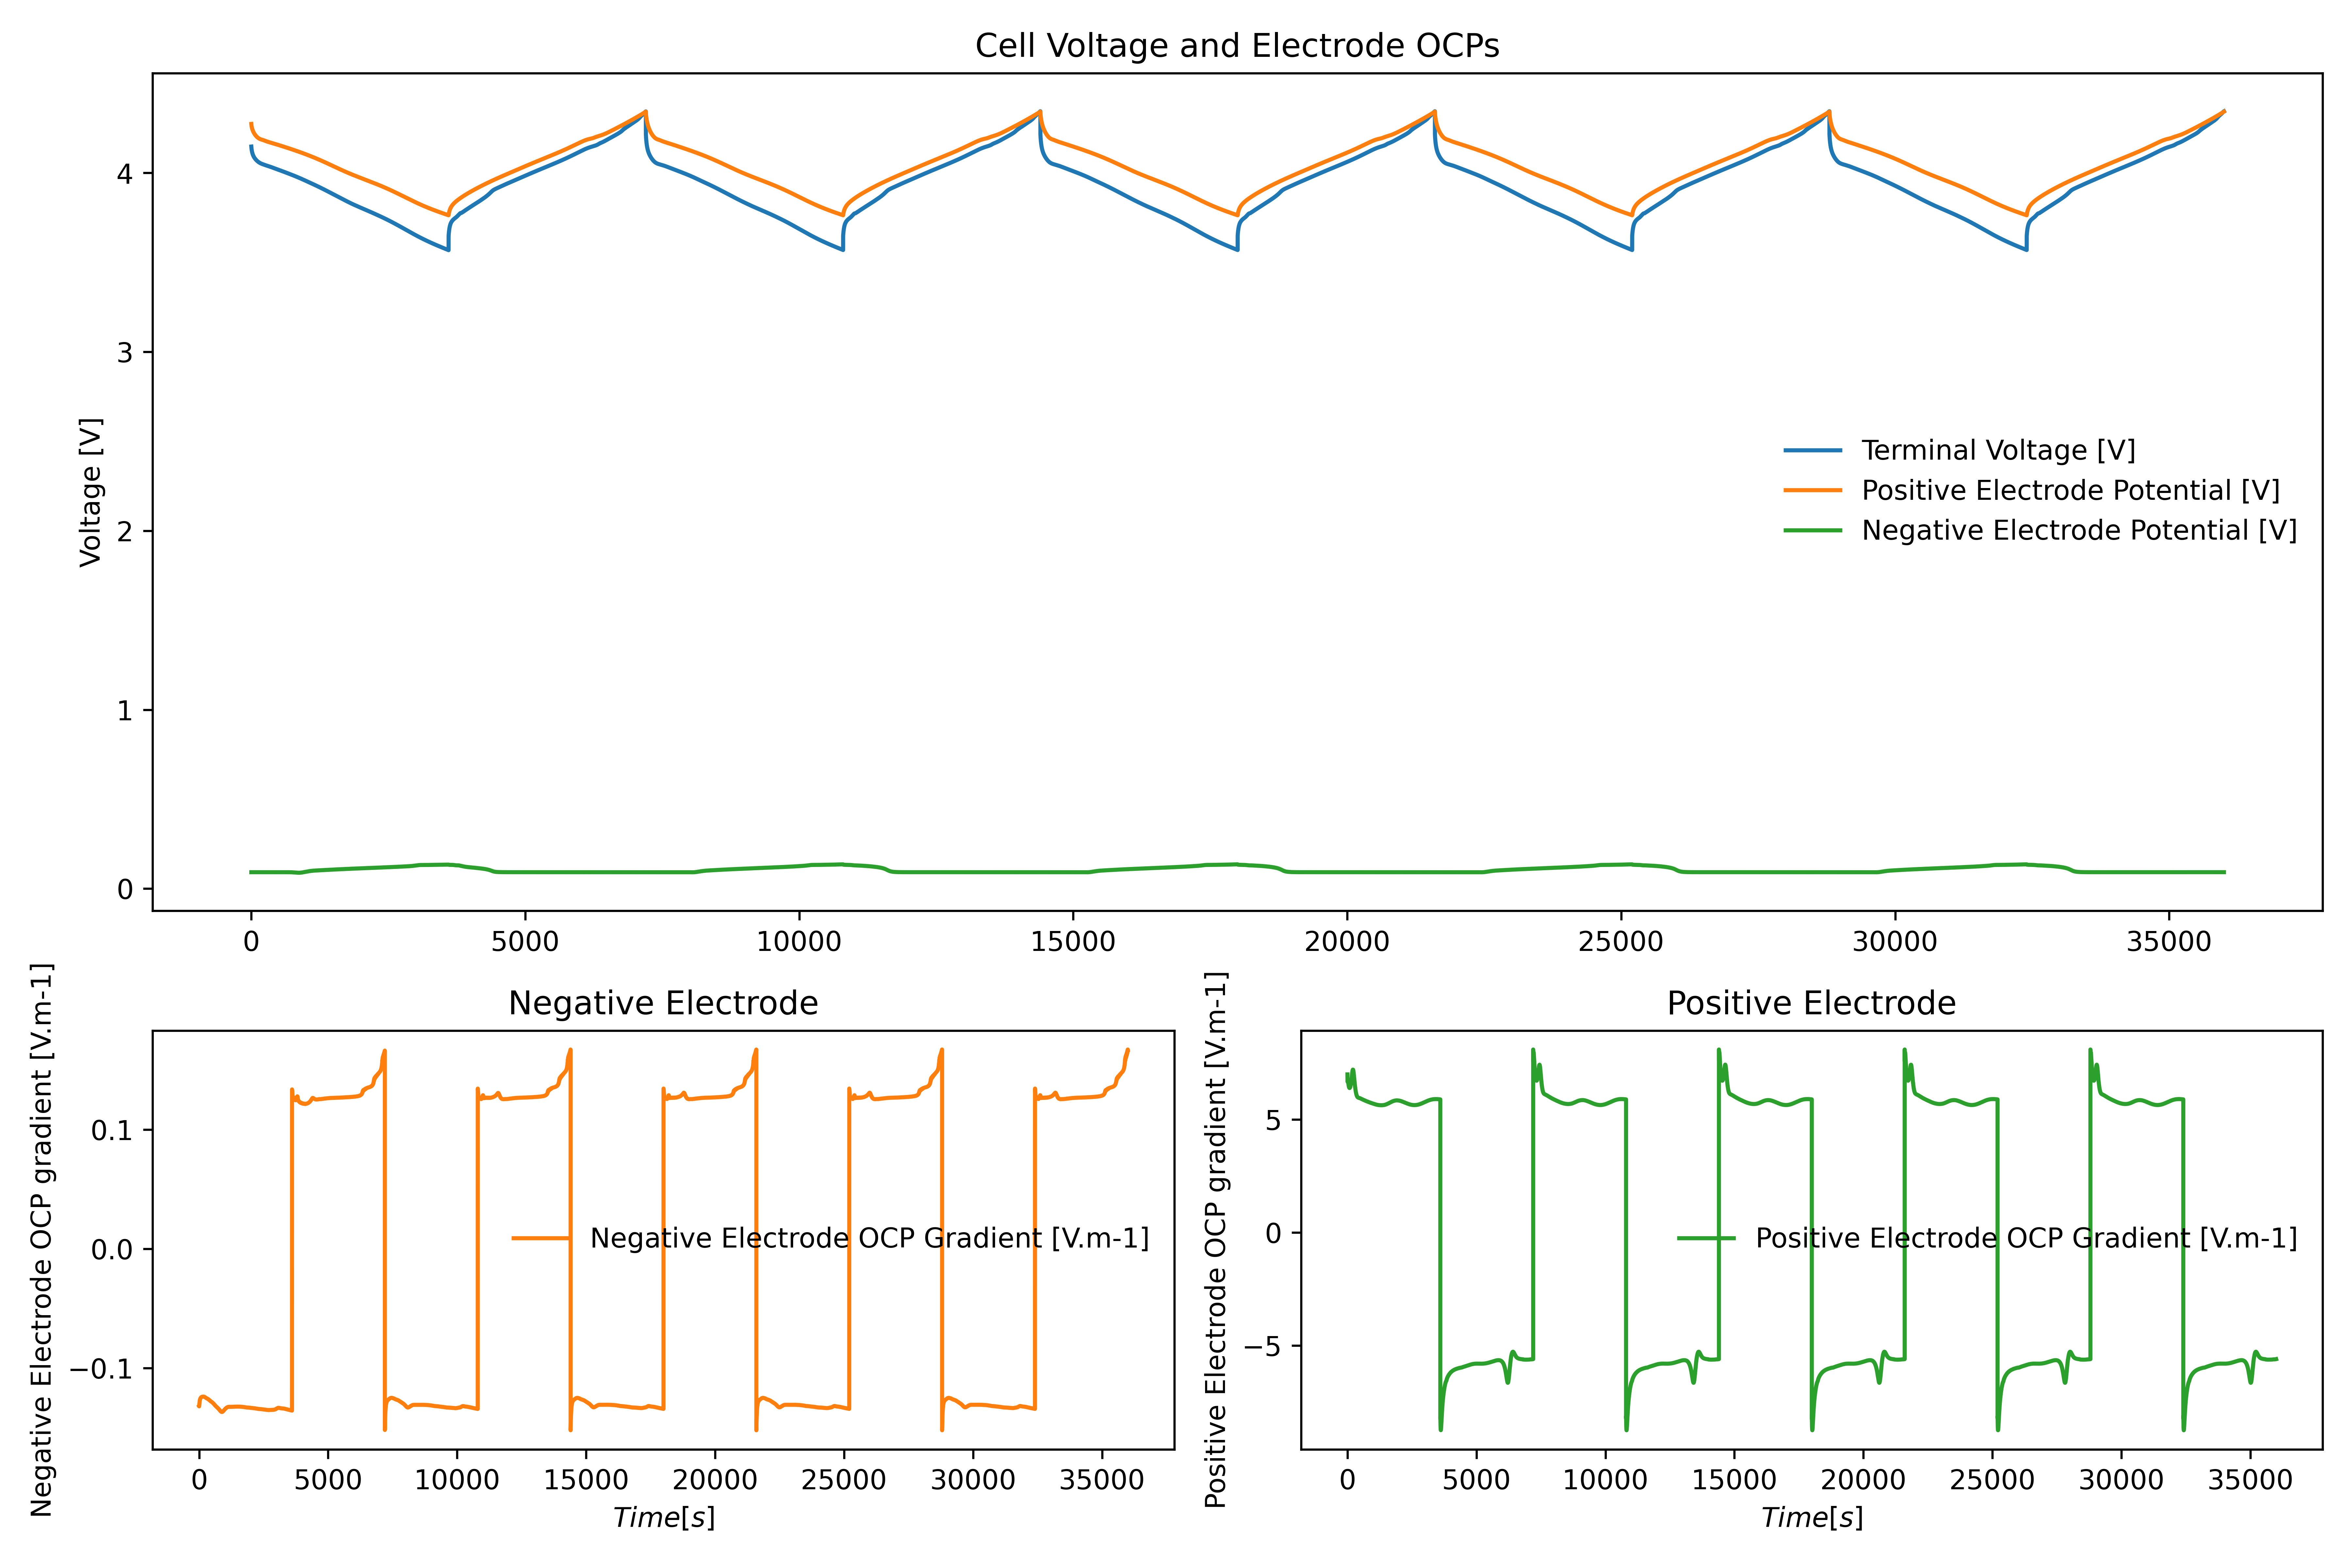 Cell Voltage and Electrode OCPs
Voltage [V]
4
3
2
1
0
Terminal Voltage [V]
Positive Electrode Potential [V]
Negative Electrode Potential [V]
0 5000 10000 15000 20000 25000 30000 35000
Negative Electrode
Negative Electrode OCP gradient [V.m-1]
0.1
0.0
−0.1
Negative Electrode OCP Gradient [V.m-1]
0 5000 10000 15000 20000 25000 30000 35000
Time[s]
Positive Electrode
Positive Electrode OCP gradient [V.m-1]
5
0
−5
Positive Electrode OCP Gradient [V.m-1]
0 5000 10000 15000 20000 25000 30000 35000
Time[s]